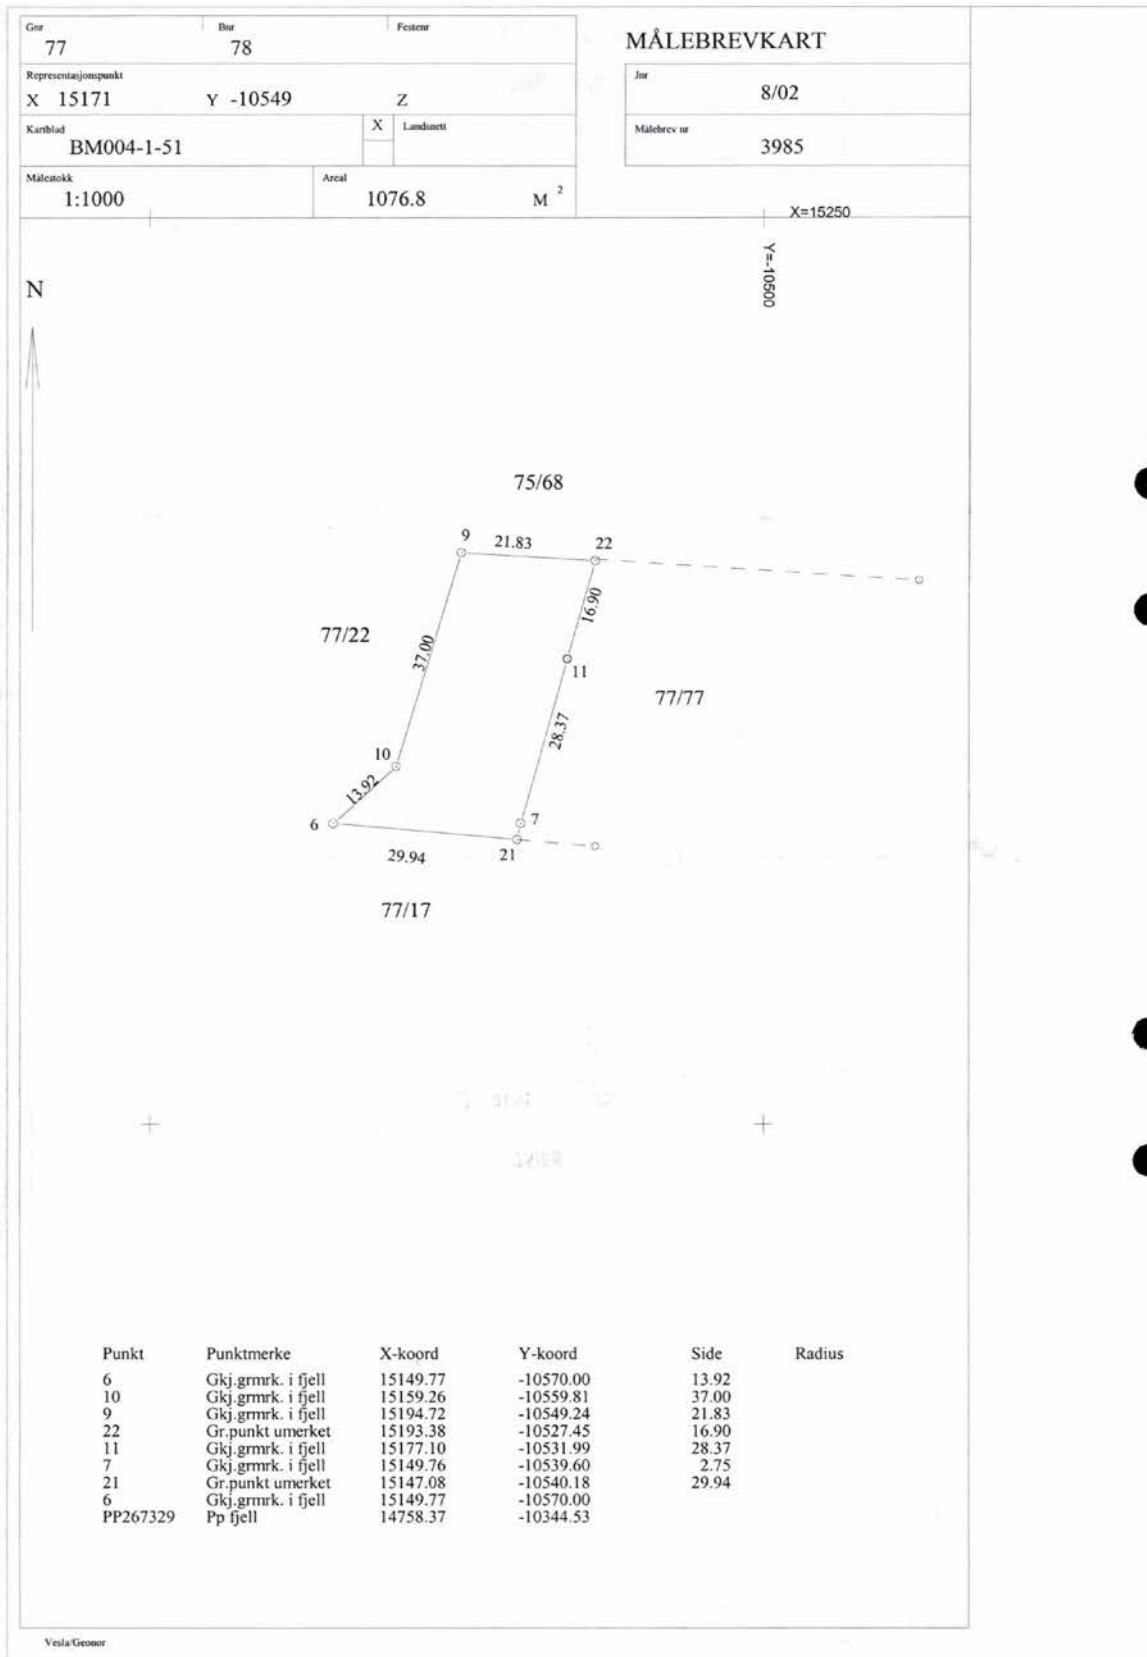 Gnr Bnr Festenr
77 78
MÅLEBREVKART
Representasjonspunkt
X 15171 Y -10549 Z
Jnr
8/02
Kartblad X Landsnett
BM004-1-51
Målebrev nr
3985
Målestokk Areal
1:1000 1076.8 M 2
X=15250
Y=-10500
N
75/68
9 21.83 22
16.90
77/22
37.00
11
77/77
28.37
10
13.92
6 7
29.94 21
77/17
Punkt Punktmerke X-koord Y-koord Side Radius
6 Gkj.grmrk. i fjell 15149.77 -10570.00 13.92
10 Gkj.grmrk. i fjell 15159.26 -10559.81 37.00
9 Gkj.grmrk. i fjell 15194.72 -10549.24 21.83
22 Gr.punkt umerket 15193.38 -10527.45 16.90
11 Gkj.grmrk. i fjell 15177.10 -10531.99 28.37
7 Gkj.grmrk. i fjell 15149.76 -10539.60 2.75
21 Gr.punkt umerket 15147.08 -10540.18 29.94
6 Gkj.grmrk. i fjell 15149.77 -10570.00
PP267329 Pp fjell 14758.37 -10344.53
Vesla/Geonor